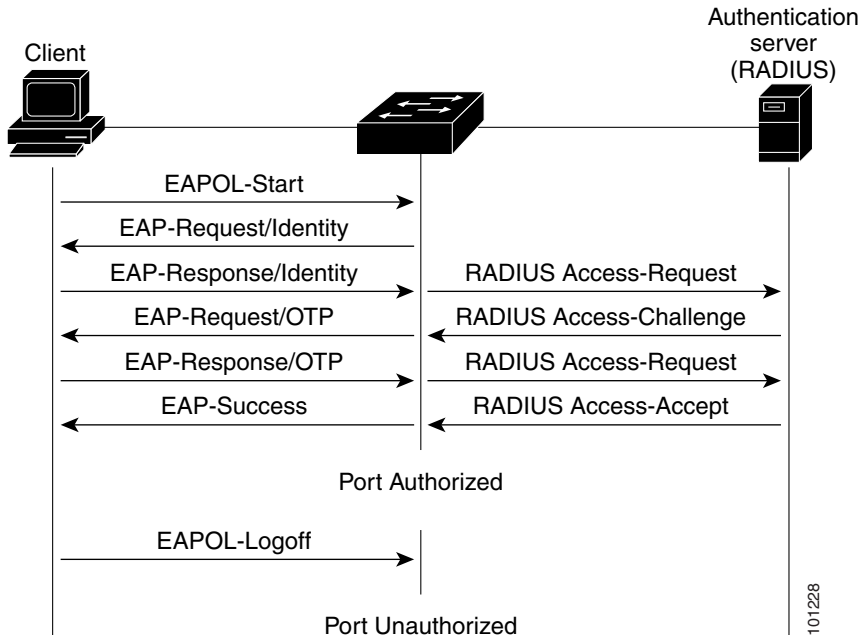 Authentication
server
(RADIUS)
Client
EAPOL-Start
EAP-Request/Identity
EAP-Response/Identity
RADIUS Access-Request
EAP-Request/OTP
RADIUS Access-Challenge
EAP-Response/OTP
RADIUS Access-Request
EAP-Success
RADIUS Access-Accept
Port Authorized
EAPOL-Logoff
Port Unauthorized
101228